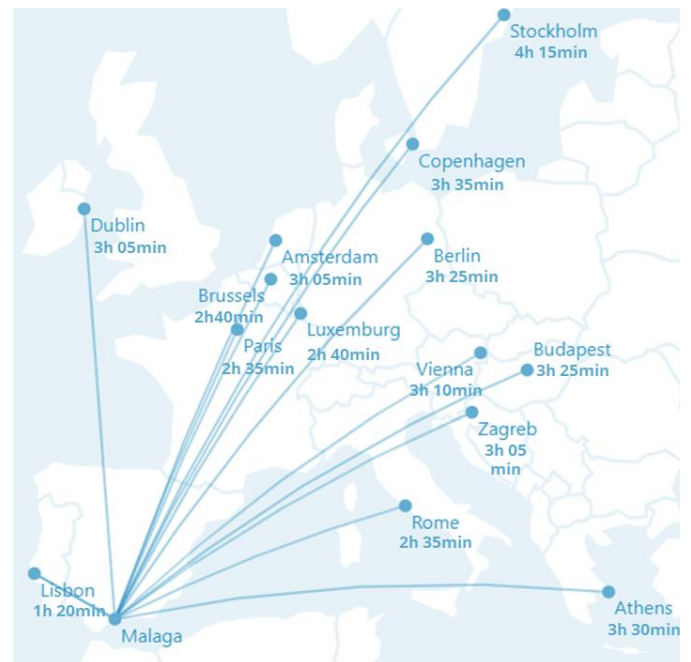 Stockholm
4h 15min
Copenhagen
3h 35min
Dublin
3h 05min
Amsterdam
3h 05min
Berlin
3h 25min
Brussels
2h40min
Luxemburg
2h 40min
Paris
2h 35min
Budapest
3h 25min
Vienna
3h 10min
Zagreb
3h 05
min
Rome
2h 35min
Lisbon
1h 20min
Athens
3h 30min
Malaga